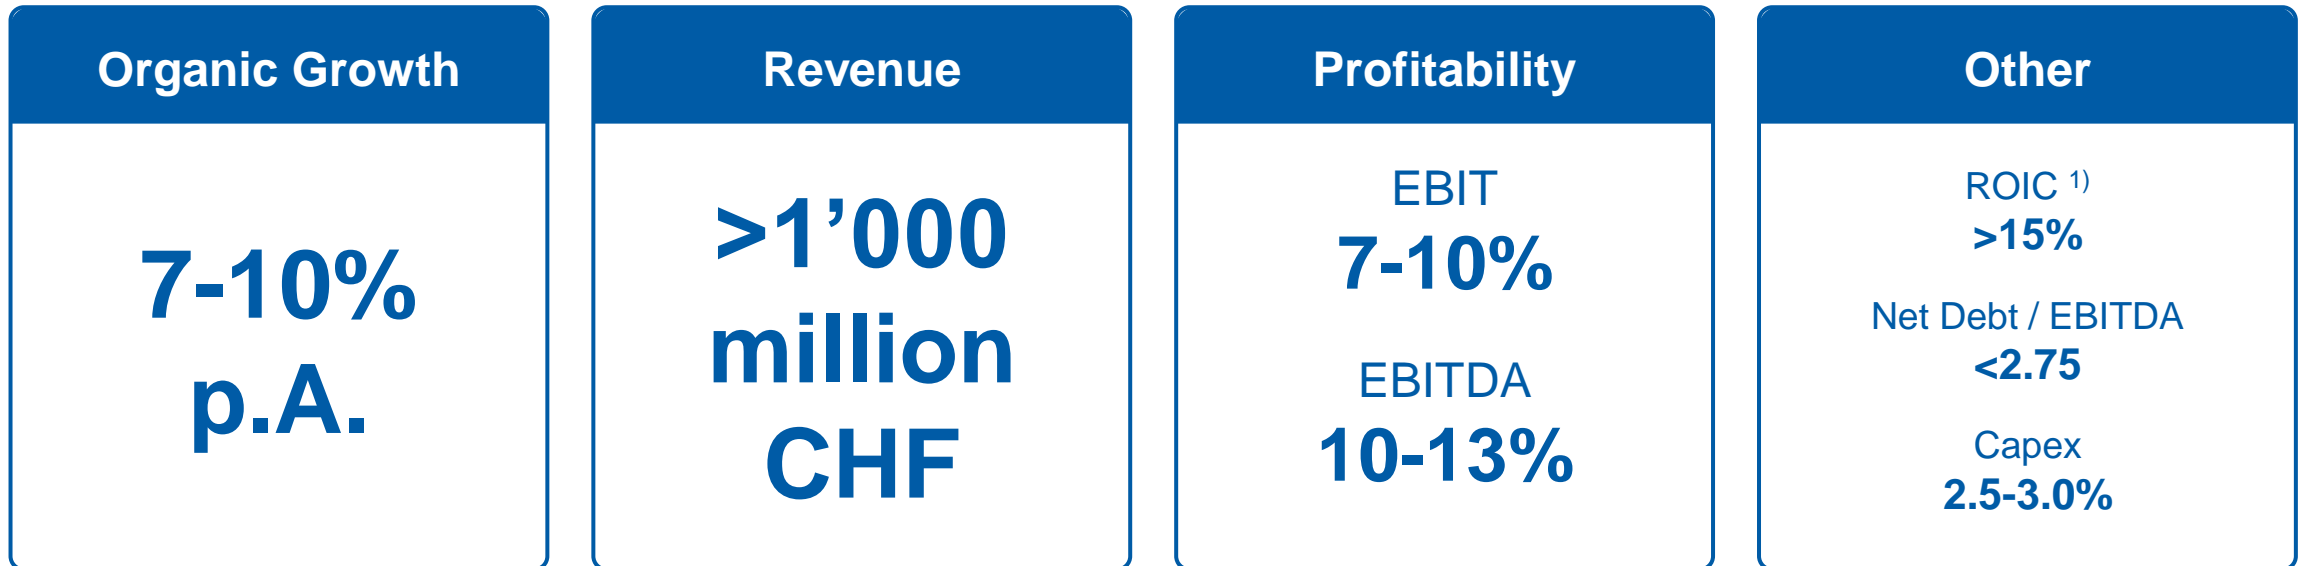 Organic Growth
7-10%
p.A.
Revenue
>1’000
million
CHF
Profitability
EBIT
7-10%
EBITDA
10-13%
Other
ROIC 1)
>15%
Net Debt / EBITDA
<2.75
Capex
2.5-3.0%